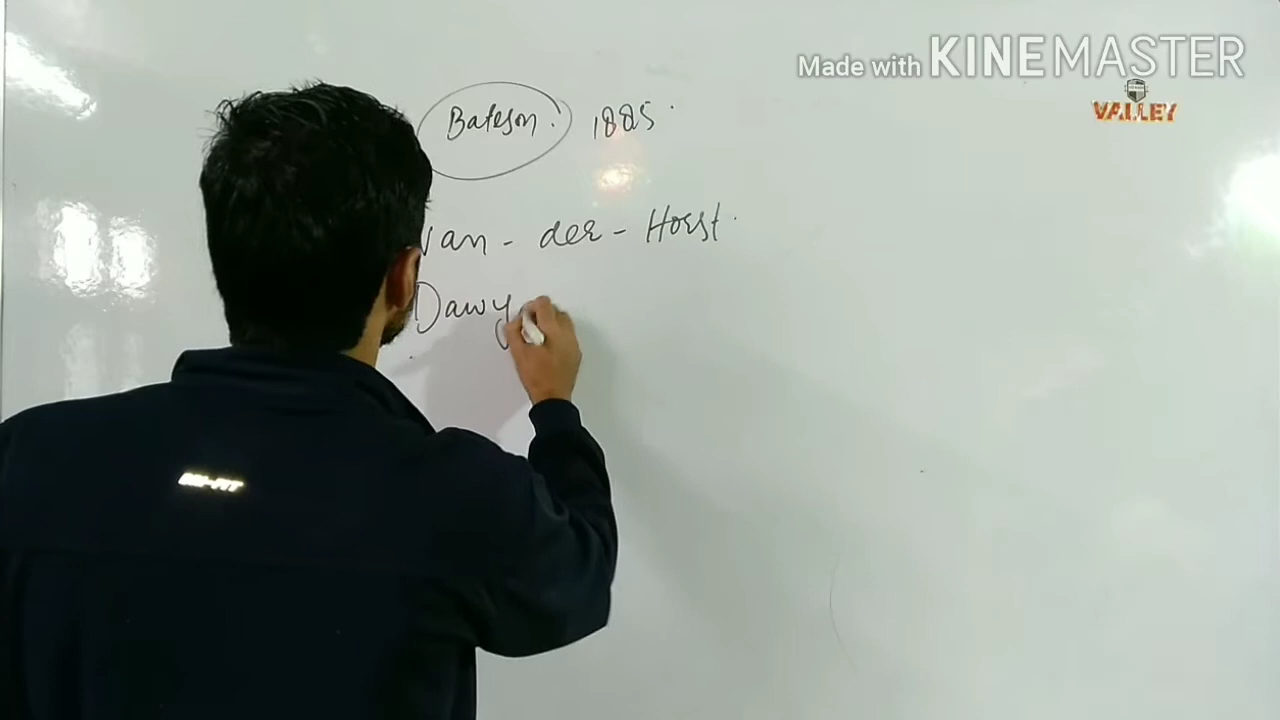 Made with KINEMASTER
VALLEY
Bateson. 1885.
van - der - Horst.
Dawy